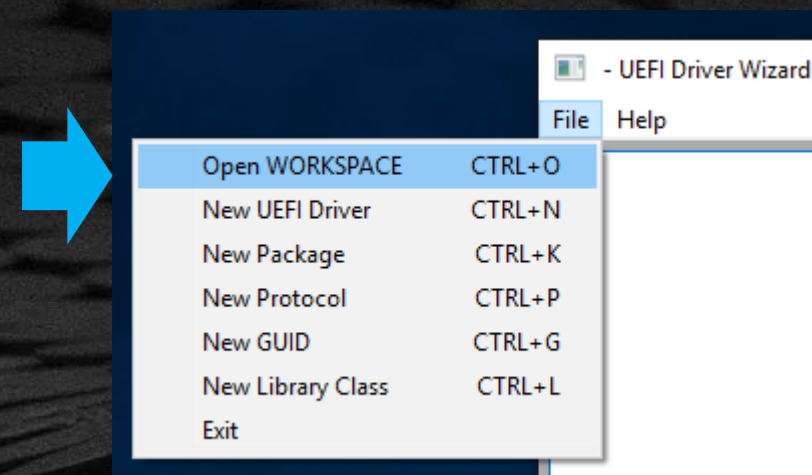 - UEFI Driver Wizard
File Help
Open WORKSPACE CTRL+O
New UEFI Driver CTRL+N
New Package CTRL+K
New Protocol CTRL+P
New GUID CTRL+G
New Library Class CTRL+L
Exit